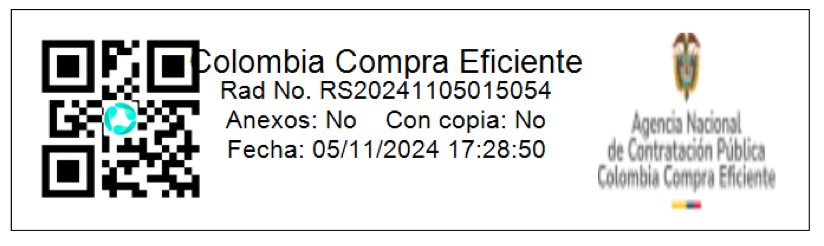 Colombia Compra Eficiente
Rad No. RS20241105015054
Anexos: No    Con copia: No
Fecha: 05/11/2024 17:28:50
Agencia Nacional
de Contratación Pública
Colombia Compra Eficiente